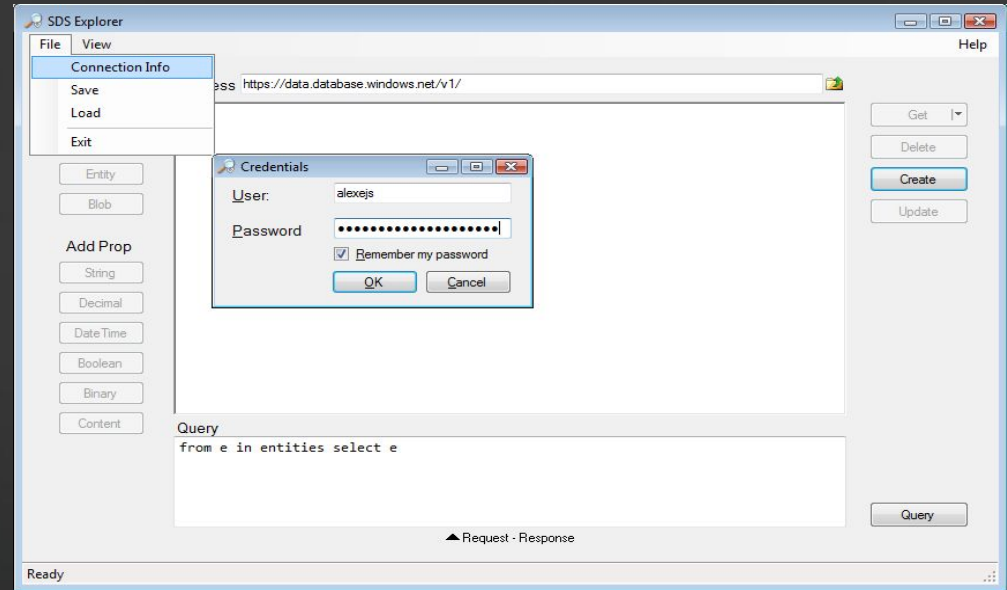 SDS Explorer
File View Help
Connection Info
Save
Load
Exit
ess https://data.database.windows.net/v1/
Get
Delete
Create
Update
Entity
Blob
Add Prop
String
Decimal
DateTime
Boolean
Binary
Content
Credentials
User: alexejs
Password ••••••••••••••••••••
Remember my password
OK Cancel
Query
from e in entities select e
Query
Request - Response
Ready